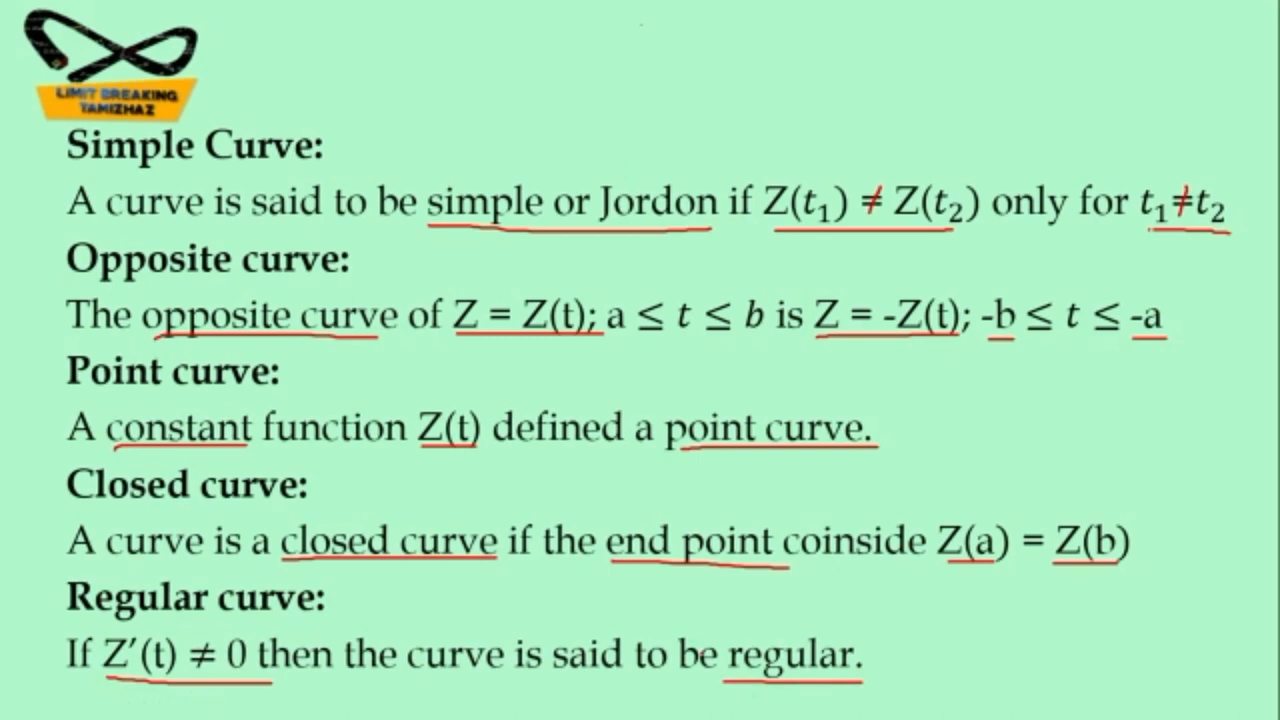 LIMIT BREAKING
TAMIZHAZ
Simple Curve:
A curve is said to be simple or Jordon if Z(t₁) ≠ Z(t₂) only for t₁≠t₂
Opposite curve:
The opposite curve of Z = Z(t); a ≤ t ≤ b is Z = -Z(t); -b ≤ t ≤ -a
Point curve:
A constant function Z(t) defined a point curve.
Closed curve:
A curve is a closed curve if the end point coinside Z(a) = Z(b)
Regular curve:
If Z′(t) ≠ 0 then the curve is said to be regular.